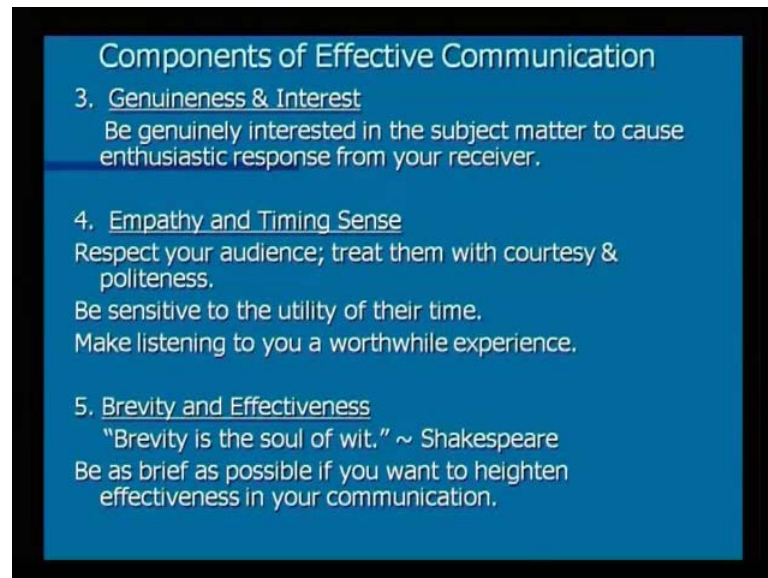 Components of Effective Communication
3. Genuineness & Interest
Be genuinely interested in the subject matter to cause
enthusiastic response from your receiver.
4. Empathy and Timing Sense
Respect your audience; treat them with courtesy &
politeness.
Be sensitive to the utility of their time.
Make listening to you a worthwhile experience.
5. Brevity and Effectiveness
“Brevity is the soul of wit.” ~ Shakespeare
Be as brief as possible if you want to heighten
effectiveness in your communication.